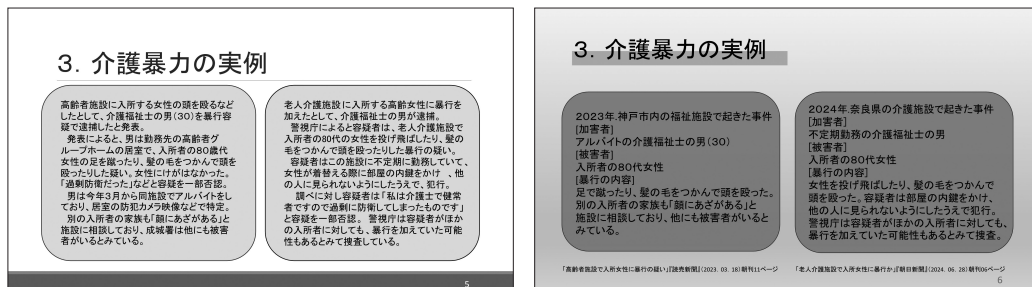 3．介護暴力の実例
高齢者施設に入所する女性の頭を殴るなど
したとして、介護福祉士の男（30）を暴行容
疑で逮捕したと発表。
発表によると、男は勤務先の高齢者グ
ループホームの居室で、入所者の80歳代
女性の足を蹴ったり、髪の毛をつかんで頭を
殴ったりした疑い。女性にけがはなかった。
「過剰防衛だった」などと容疑を一部否認。
男は今年3月から同施設でアルバイトをし
ており、居室の防犯カメラ映像などで特定。
別の入所者の家族も「顔にあざがある」と
施設に相談しており、成城署は他にも被害
者がいるとみている。
老人介護施設に入所する高齢女性に暴行を
加えたとして、介護福祉士の男が逮捕。
警視庁によると容疑者は、老人介護施設で
入所者の80代の女性を投げ飛ばしたり、髪の
毛をつかんで頭を殴ったりした暴行の疑い。
容疑者はこの施設に不定期に勤務していて、
女性が着替える際に部屋の内鍵をかけ 、他
の人に見られないようにしたうえで、犯行。
調べに対し容疑者は「私は介護士で健常
者ですので過剰に防衛してしまったものです」
と容疑を一部否認。 警視庁は容疑者がほか
の入所者に対しても、暴行を加えていた可能
性もあるとみて捜査している。
5
3．介護暴力の実例
2023年、神戸市内の福祉施設で起きた事件
[加害者]
アルバイトの介護福祉士の男（30）
[被害者]
入所者の80代女性
[暴行の内容]
足で蹴ったり、髪の毛をつかんで頭を殴った。
別の入所者の家族も「顔にあざがある」と
施設に相談しており、他にも被害者がいると
みている。
2024年、奈良県の介護施設で起きた事件
[加害者]
不定期勤務の介護福祉士の男
[被害者]
入所者の80代女性
[暴行の内容]
女性を投げ飛ばしたり、髪の毛をつかんで
頭を殴った。容疑者は部屋の内鍵をかけ、
他の人に見られないようにしたうえで犯行。
警視庁は容疑者がほかの入所者に対しても、
暴行を加えていた可能性もあるとみて捜査。
「高齢者施設で入所女性に暴行の疑い」『読売新聞』（2023. 03. 18）朝刊11ページ
「老人介護施設で入所女性に暴行か」『朝日新聞』（2024. 06. 28）朝刊06ページ
6